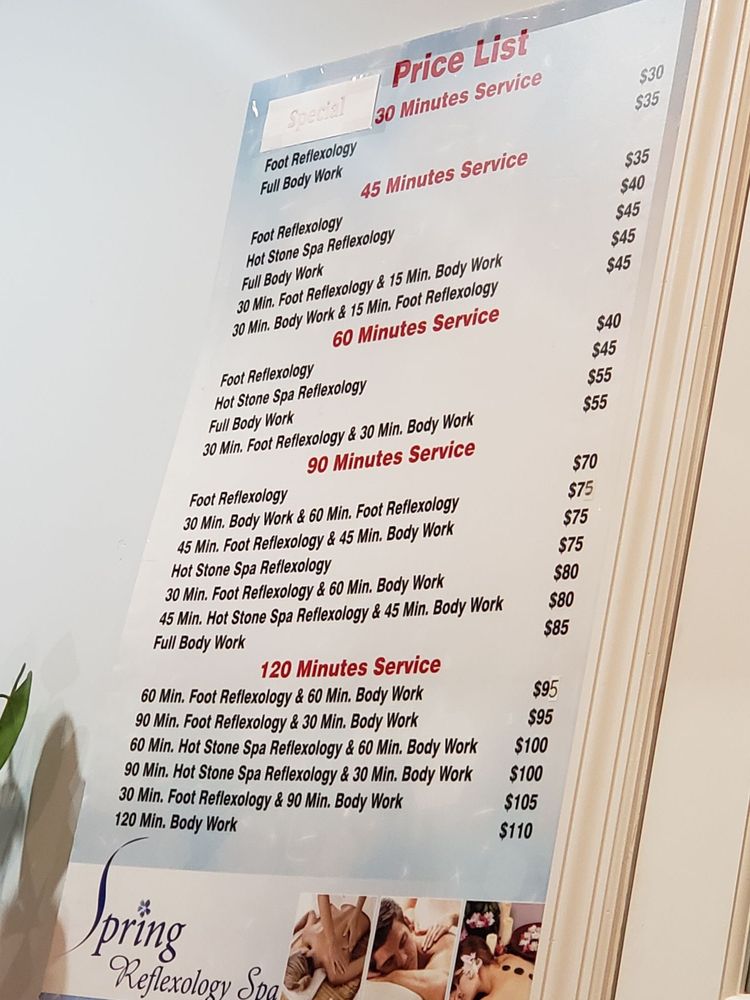 Price List
Special
30 Minutes Service
Foot Reflexology $30
Full Body Work $35
45 Minutes Service
Foot Reflexology $35
Hot Stone Spa Reflexology $40
Full Body Work $45
30 Min. Foot Reflexology & 15 Min. Body Work $45
30 Min. Body Work & 15 Min. Foot Reflexology $45
60 Minutes Service
Foot Reflexology $40
Hot Stone Spa Reflexology $45
Full Body Work $55
30 Min. Foot Reflexology & 30 Min. Body Work $55
90 Minutes Service
Foot Reflexology $70
30 Min. Body Work & 60 Min. Foot Reflexology $75
45 Min. Foot Reflexology & 45 Min. Body Work $75
Hot Stone Spa Reflexology $75
30 Min. Foot Reflexology & 60 Min. Body Work $80
45 Min. Hot Stone Spa Reflexology & 45 Min. Body Work $80
Full Body Work $85
120 Minutes Service
60 Min. Foot Reflexology & 60 Min. Body Work $95
90 Min. Foot Reflexology & 30 Min. Body Work $95
60 Min. Hot Stone Spa Reflexology & 60 Min. Body Work $100
90 Min. Hot Stone Spa Reflexology & 30 Min. Body Work $100
30 Min. Foot Reflexology & 90 Min. Body Work $105
120 Min. Body Work $110
Spring
Reflexology Spa